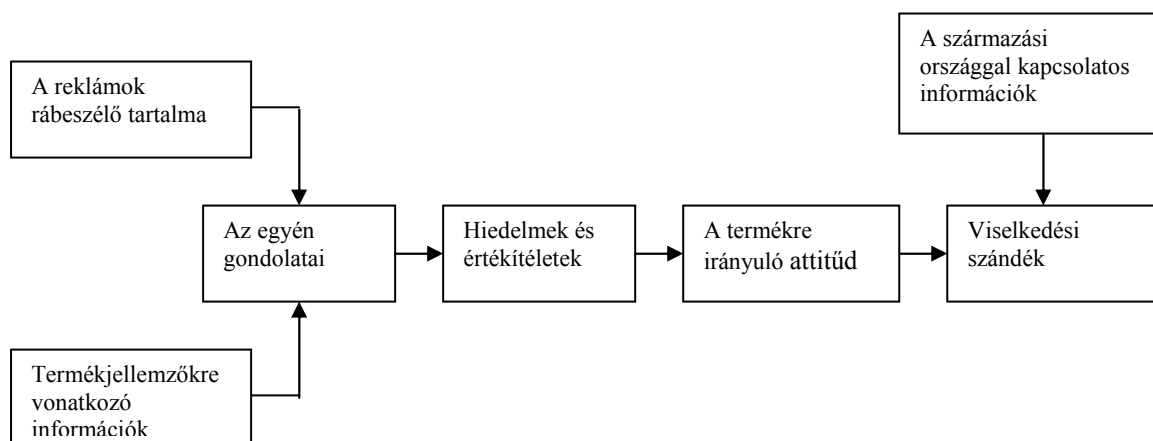 A származási
országgal kapcsolatos
információk
A reklámok
rábeszélő tartalma
Az egyén
gondolatai
Hiedelmek és
értékítéletek
A termékre
irányuló attitűd
Viselkedési
szándék
Termékjellemzőkre
vonatkozó
információk